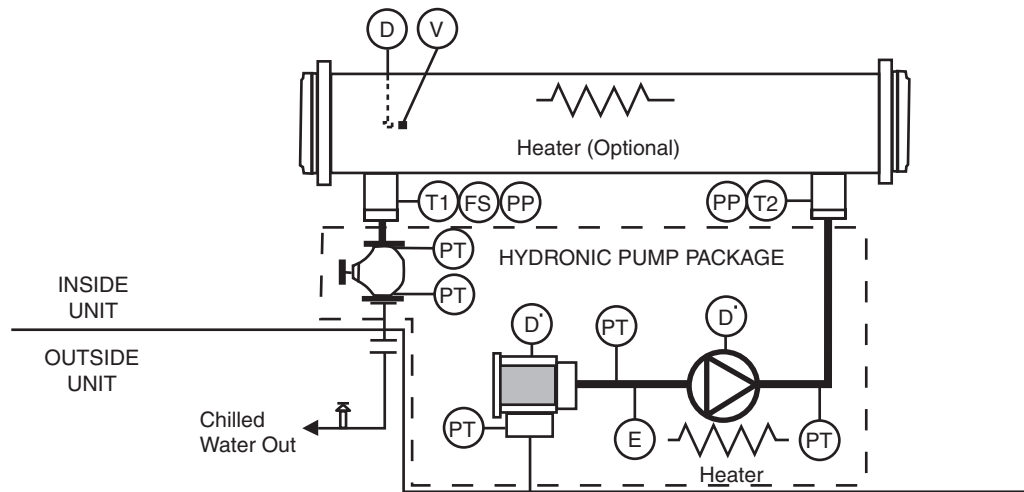 D V
Heater (Optional)
T1 FS PP
PP T2
PT
HYDRONIC PUMP PACKAGE
PT
INSIDE
UNIT
OUTSIDE
UNIT
D• PT D•
Chilled
Water Out
PT
E
PT
Heater